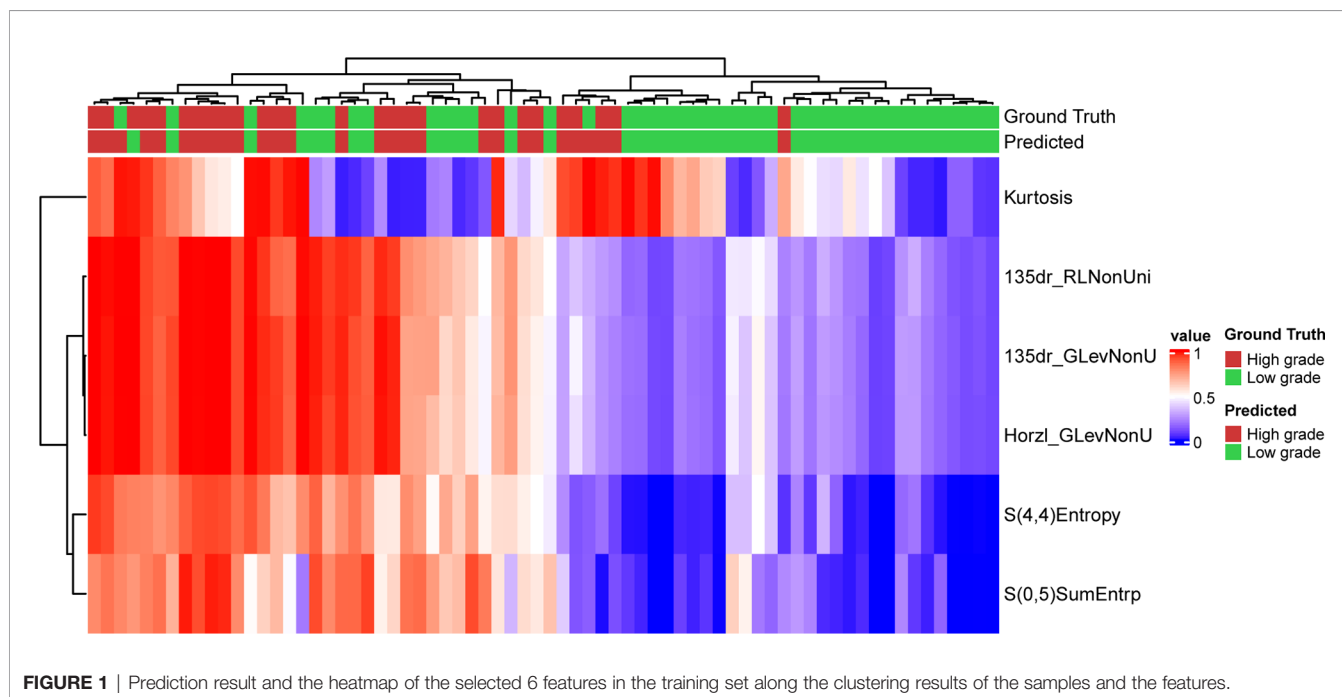 Ground Truth
Predicted
Kurtosis
135dr_RLNonUni
135dr_GLevNonU
Horzl_GLevNonU
S(4,4)Entropy
S(0,5)SumEntrp
value
1
0.5
0
Ground Truth
High grade
Low grade
Predicted
High grade
Low grade
FIGURE 1 | Prediction result and the heatmap of the selected 6 features in the training set along the clustering results of the samples and the features.